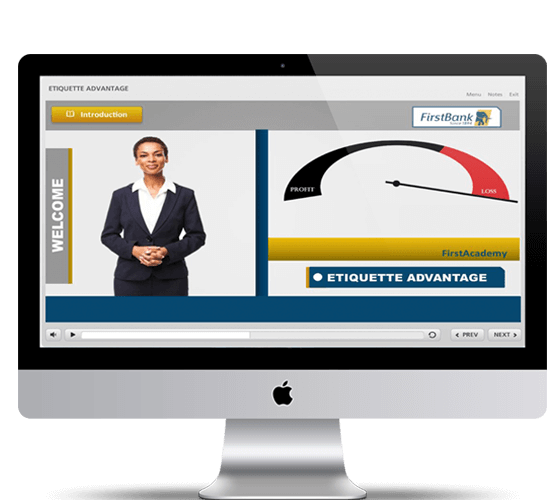 ETIQUETTE ADVANTAGE
Menu Notes Exit
Introduction
FirstBank
Since 1894
WELCOME
PROFIT
LOSS
FirstAcademy
ETIQUETTE ADVANTAGE
PREV
NEXT